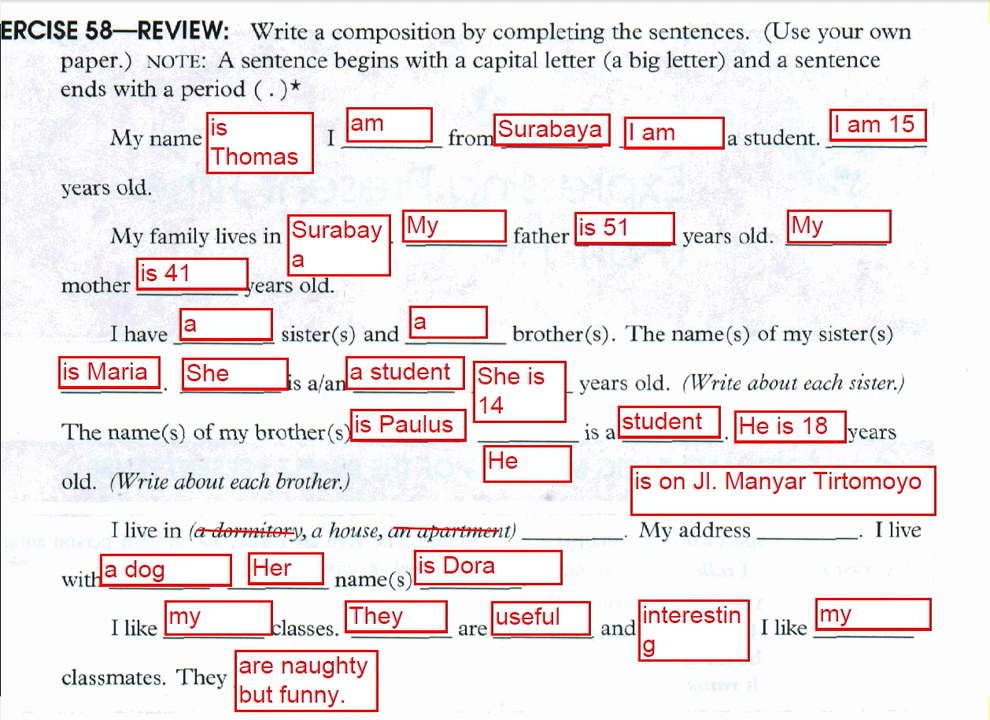 ERCISE 58—REVIEW: Write a composition by completing the sentences. (Use your own
paper.) NOTE: A sentence begins with a capital letter (a big letter) and a sentence
ends with a period ( . )*
My name is Thomas I am from Surabaya I am a student. I am 15
years old.
My family lives in Surabaya. My father is 51 years old. My
mother is 41 years old.
I have a sister(s) and a brother(s). The name(s) of my sister(s)
is Maria. She is a/an a student She is 14 years old. (Write about each sister.)
The name(s) of my brother(s) is Paulus He is a student. He is 18 years
old. (Write about each brother.)
I live in (a dormitory, a house, an apartment) ________. My address is on Jl. Manyar Tirtomoyo. I live
with a dog Her name(s) is Dora
I like my classes. They are useful and interesting I like my
classmates. They are naughty but funny.